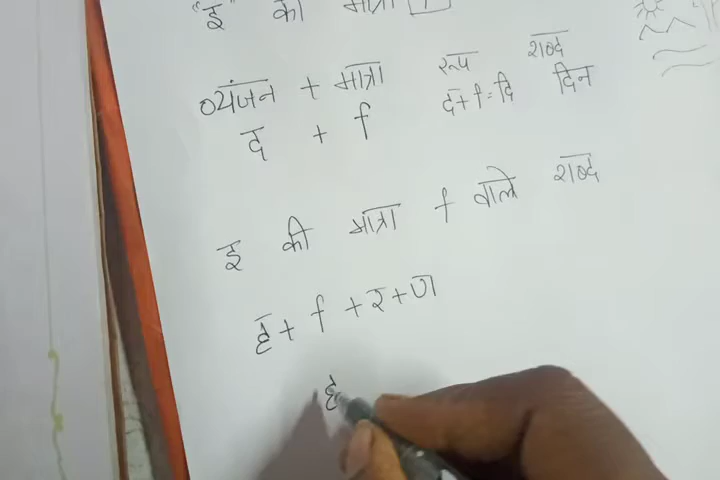 "इ" की मात्रा ि
व्यंजन + मात्रा रूप शब्द
द + ि द + ि = दि दिन
इ की मात्रा ि वाले शब्द
ह + ि + र + ण
ह